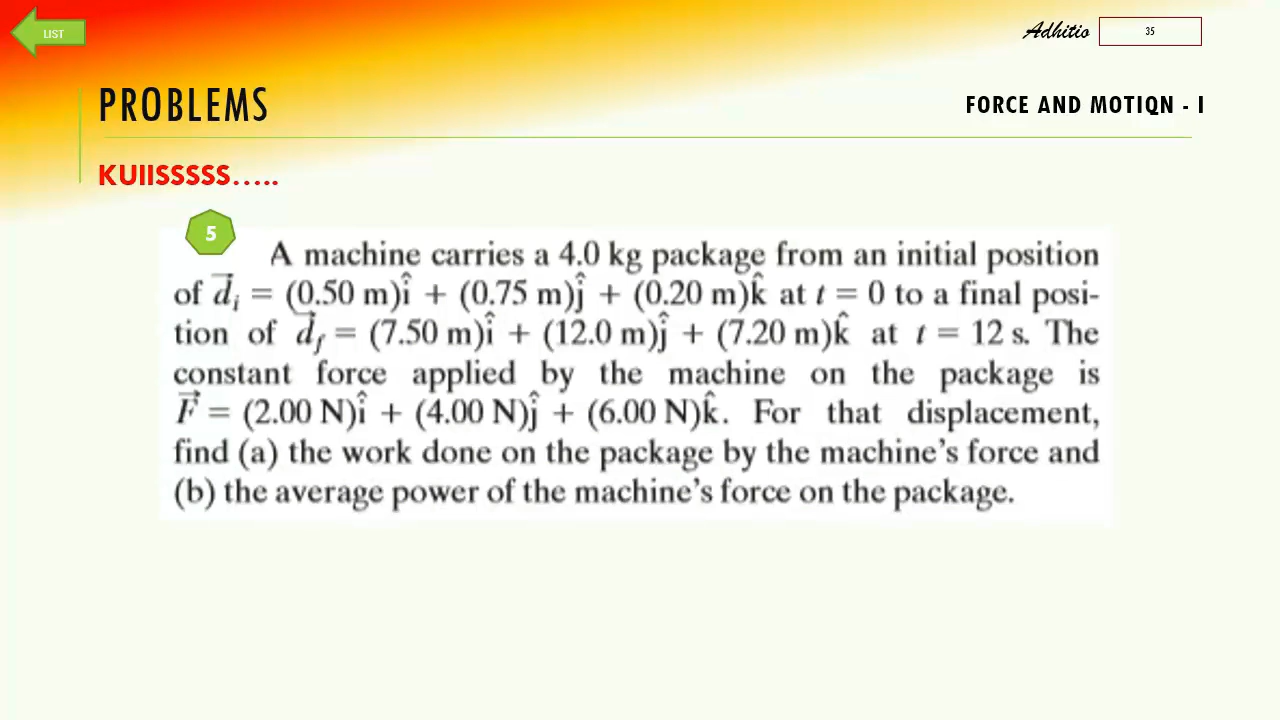 LIST
Adhitio
35
PROBLEMS
FORCE AND MOTIQN - I
KUIISSSSS.....
5
A machine carries a 4.0 kg package from an initial position
of d⃗ᵢ = (0.50 m)î + (0.75 m)ĵ + (0.20 m)k̂ at t = 0 to a final posi-
tion of d⃗f = (7.50 m)î + (12.0 m)ĵ + (7.20 m)k̂ at t = 12 s. The
constant force applied by the machine on the package is
F⃗ = (2.00 N)î + (4.00 N)ĵ + (6.00 N)k̂. For that displacement,
find (a) the work done on the package by the machine's force and
(b) the average power of the machine's force on the package.